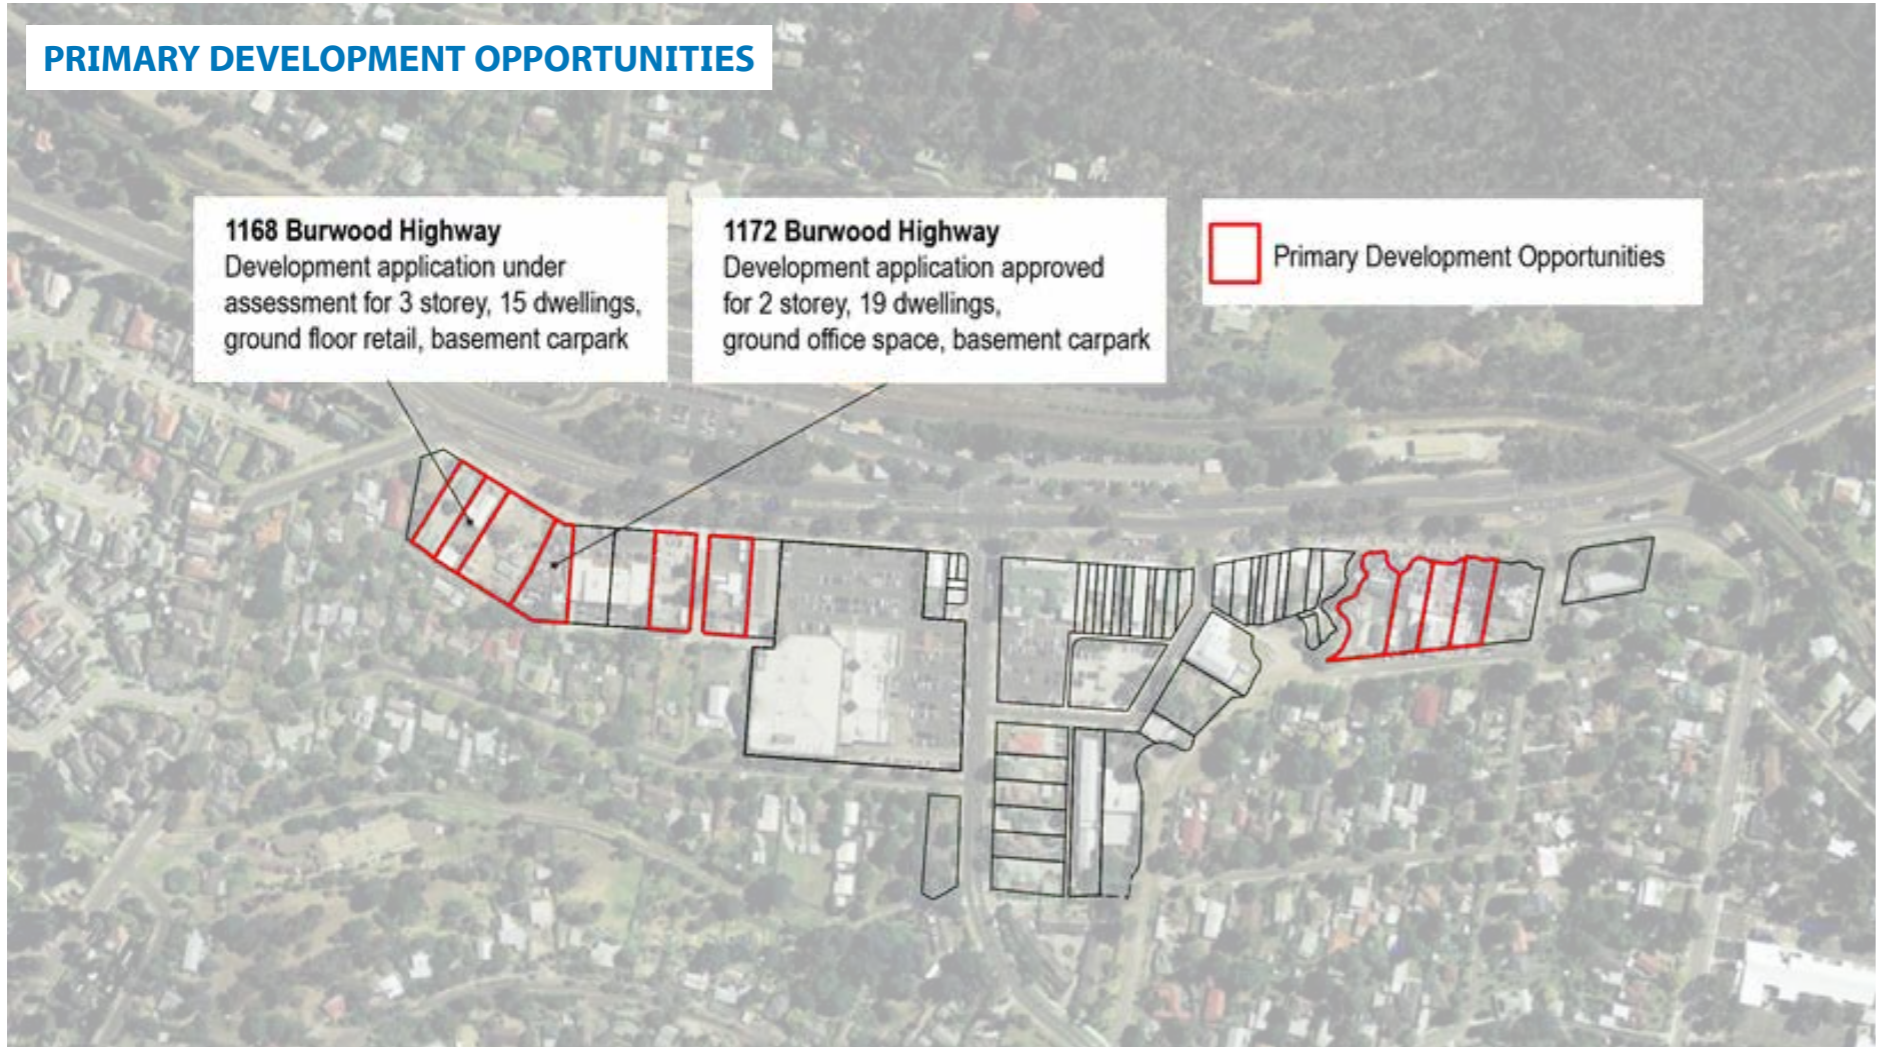 PRIMARY DEVELOPMENT OPPORTUNITIES
1168 Burwood Highway
Development application under
assessment for 3 storey, 15 dwellings,
ground floor retail, basement carpark
1172 Burwood Highway
Development application approved
for 2 storey, 19 dwellings,
ground office space, basement carpark
Primary Development Opportunities